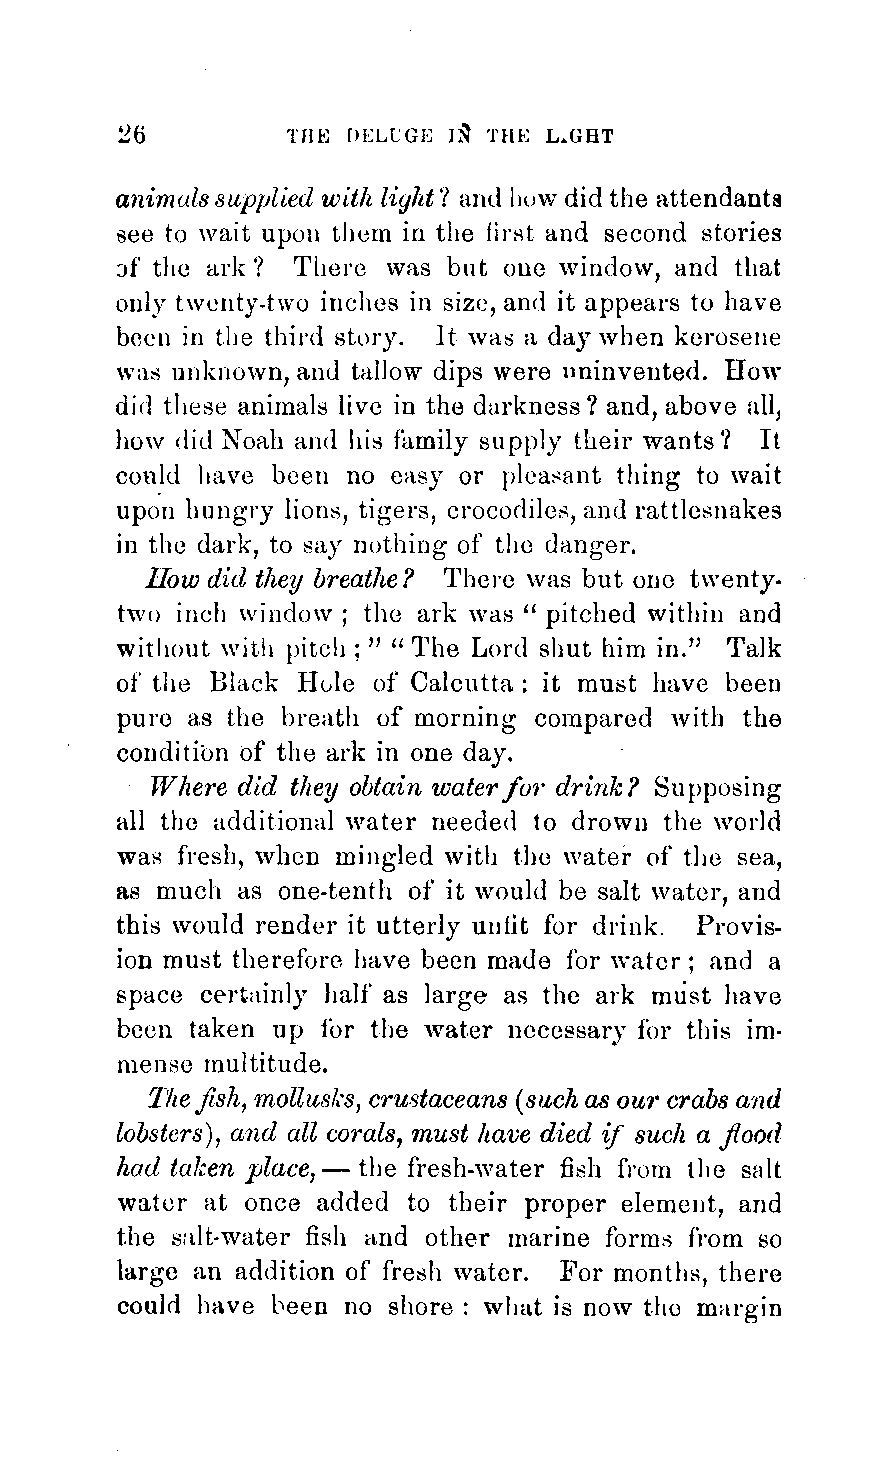 26 THE DELUGE IN THE L.GHT
animals supplied with light? and how did the attendants
see to wait upon them in the first and second stories
of the ark? There was but one window, and that
only twenty-two inches in size, and it appears to have
been in the third story. It was a day when kerosene
was unknown, and tallow dips were uninvented. How
did these animals live in the darkness? and, above all,
how did Noah and his family supply their wants? It
could have been no easy or pleasant thing to wait
upon hungry lions, tigers, crocodiles, and rattlesnakes
in the dark, to say nothing of the danger.
How did they breathe? There was but one twenty-
two inch window; the ark was "pitched within and
without with pitch;" "The Lord shut him in." Talk
of the Black Hole of Calcutta: it must have been
pure as the breath of morning compared with the
condition of the ark in one day.
Where did they obtain water for drink? Supposing
all the additional water needed to drown the world
was fresh, when mingled with the water of the sea,
as much as one-tenth of it would be salt water, and
this would render it utterly unfit for drink. Provis-
ion must therefore have been made for water; and a
space certainly half as large as the ark must have
been taken up for the water necessary for this im-
mense multitude.
The fish, mollusks, crustaceans (such as our crabs and
lobsters), and all corals, must have died if such a flood
had taken place,—the fresh-water fish from the salt
water at once added to their proper element, and
the salt-water fish and other marine forms from so
large an addition of fresh water. For months, there
could have been no shore: what is now the margin